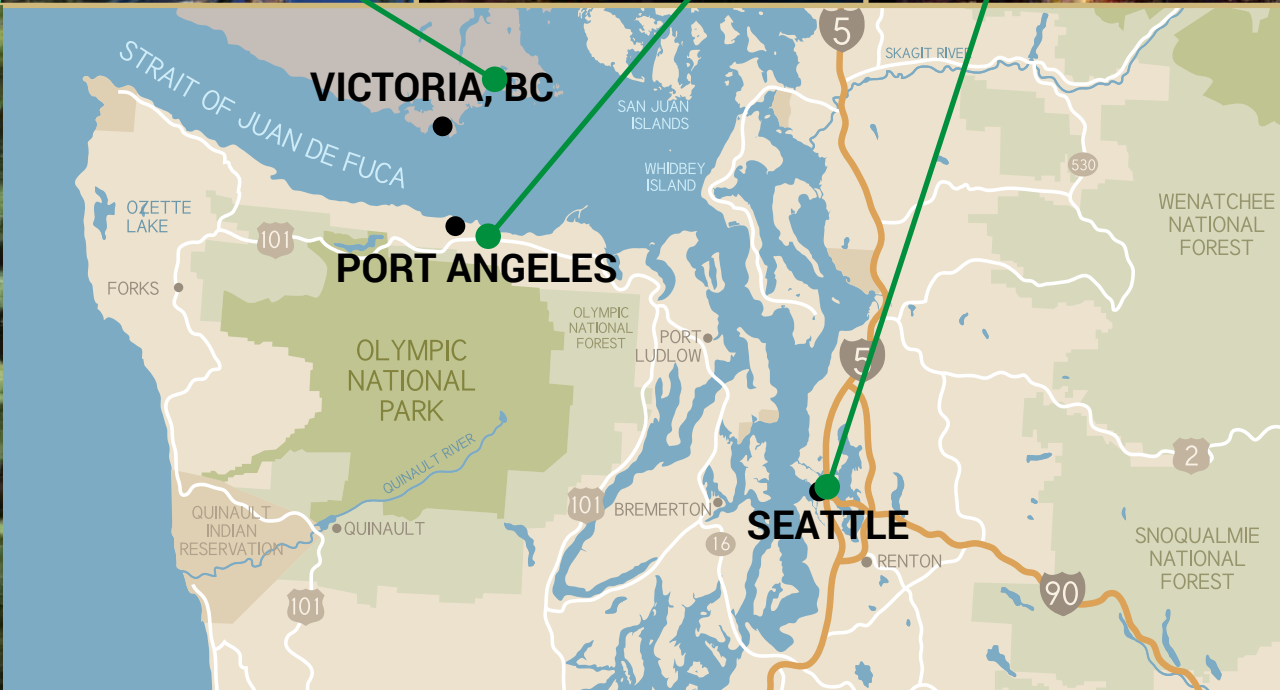 5
SKAGIT RIVER
STRAIT OF JUAN DE FUCA
VICTORIA, BC
SAN JUAN
ISLANDS
530
WHIDBEY
ISLAND
OZETTE
LAKE
WENATCHEE
NATIONAL
FOREST
101
PORT ANGELES
FORKS
OLYMPIC
NATIONAL
FOREST
PORT
LUDLOW
5
OLYMPIC
NATIONAL
PARK
2
QUINAULT RIVER
101
BREMERTON
SEATTLE
QUINAULT
INDIAN
RESERVATION
QUINAULT
16
RENTON
SNOQUALMIE
NATIONAL
FOREST
90
101